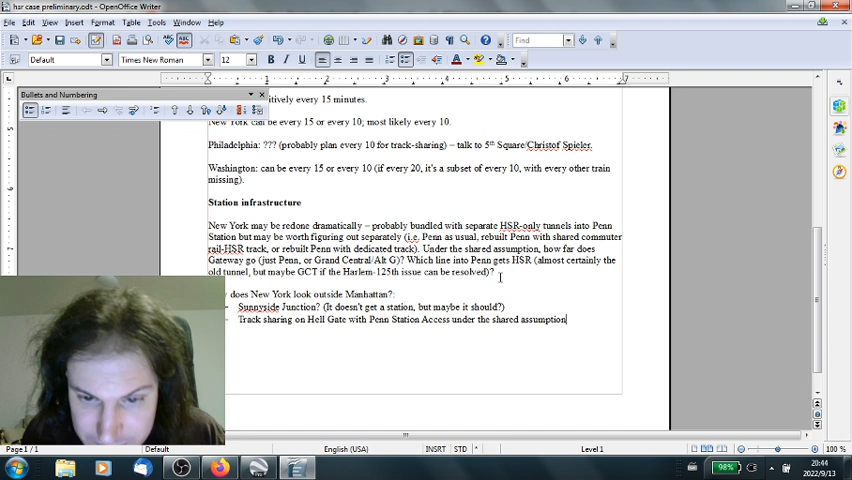 hsr case preliminary.odt - OpenOffice Writer
File Edit View Insert Format Table Tools Window Help
Find
Default Times New Roman 12
Bullets and Numbering
itively every 15 minutes.
New York can be every 15 or every 10; most likely every 10.
Philadelphia: ??? (probably plan every 10 for track-sharing) – talk to 5th Square/Christof Spieler.
Washington: can be every 15 or every 10 (if every 20, it's a subset of every 10, with every other train
missing).
Station infrastructure
New York may be redone dramatically – probably bundled with separate HSR-only tunnels into Penn
Station but may be worth figuring out separately (i.e. Penn as usual, rebuilt Penn with shared commuter
rail-HSR track, or rebuilt Penn with dedicated track). Under the shared assumption, how far does
Gateway go (just Penn, or Grand Central/Alt G)? Which line into Penn gets HSR (almost certainly the
old tunnel, but maybe GCT if the Harlem-125th issue can be resolved)?
does New York look outside Manhattan?:
- Sunnyside Junction? (It doesn't get a station, but maybe it should?)
- Track sharing on Hell Gate with Penn Station Access under the shared assumption
Page 1 / 1 Default English (USA) INSRT STD * Level 1 100 %
98% 20:44
2022/9/13